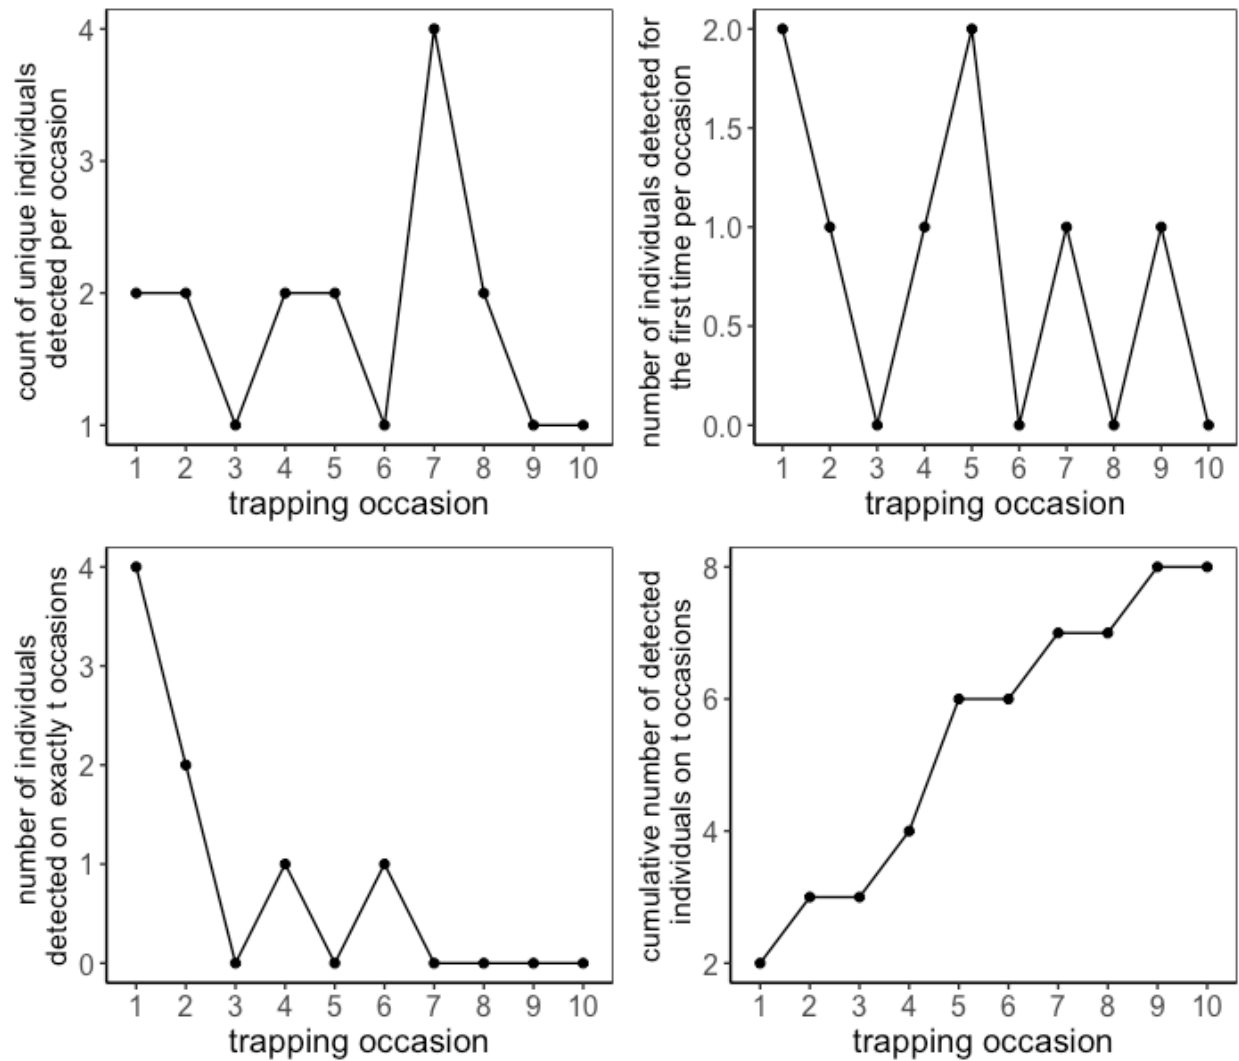 count of unique individuals
detected per occasion
4
3
2
1
1 2 3 4 5 6 7 8 9 10
trapping occasion
number of individuals detected for
the first time per occasion
2.0
1.5
1.0
0.5
0.0
1 2 3 4 5 6 7 8 9 10
trapping occasion
number of individuals
detected on exactly t occasions
4
3
2
1
0
1 2 3 4 5 6 7 8 9 10
trapping occasion
cumulative number of detected
individuals on t occasions
8
6
4
2
1 2 3 4 5 6 7 8 9 10
trapping occasion